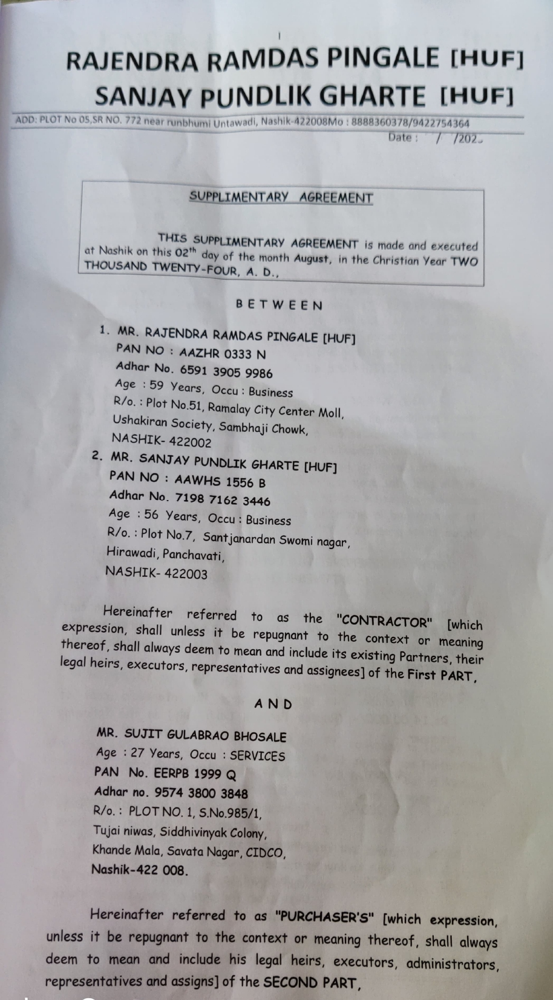 RAJENDRA RAMDAS PINGALE [HUF]
SANJAY PUNDLIK GHARTE [HUF]
ADD: PLOT No 05,SR NO. 772 near runbhumi Untawadi, Nashik-422008Mo : 8888360378/9422754364
Date : / /202
SUPPLIMENTARY AGREEMENT
THIS SUPPLIMENTARY AGREEMENT is made and executed
at Nashik on this 02th day of the month August, in the Christian Year TWO
THOUSAND TWENTY-FOUR, A. D.,
BETWEEN
1. MR. RAJENDRA RAMDAS PINGALE [HUF]
PAN NO : AAZHR 0333 N
Adhar No. 6591 3905 9986
Age : 59 Years, Occu : Business
R/o. : Plot No.51, Ramalay City Center Moll,
Ushakiran Society, Sambhaji Chowk,
NASHIK- 422002
2. MR. SANJAY PUNDLIK GHARTE [HUF]
PAN NO : AAWHS 1556 B
Adhar No. 7198 7162 3446
Age : 56 Years, Occu : Business
R/o. : Plot No.7, Santjanardan Swomi nagar,
Hirawadi, Panchavati,
NASHIK- 422003
Hereinafter referred to as the "CONTRACTOR" [which
expression, shall unless it be repugnant to the context or meaning
thereof, shall always deem to mean and include its existing Partners, their
legal heirs, executors, representatives and assignees] of the First PART,
AND
MR. SUJIT GULABRAO BHOSALE
Age : 27 Years, Occu : SERVICES
PAN No. EERPB 1999 Q
Adhar no. 9574 3800 3848
R/o. : PLOT NO. 1, S.No.985/1,
Tujai niwas, Siddhivinyak Colony,
Khande Mala, Savata Nagar, CIDCO,
Nashik-422 008.
Hereinafter referred to as "PURCHASER'S" [which expression,
unless it be repugnant to the context or meaning thereof, shall always
deem to mean and include his legal heirs, executors, administrators,
representatives and assigns] of the SECOND PART,